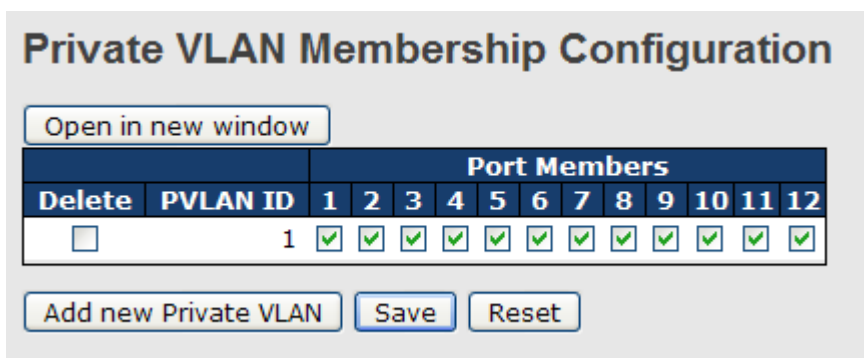 Private VLAN Membership Configuration
Open in new window
Port Members
Delete PVLAN ID 1 2 3 4 5 6 7 8 9 10 11 12
1
Add new Private VLAN Save Reset